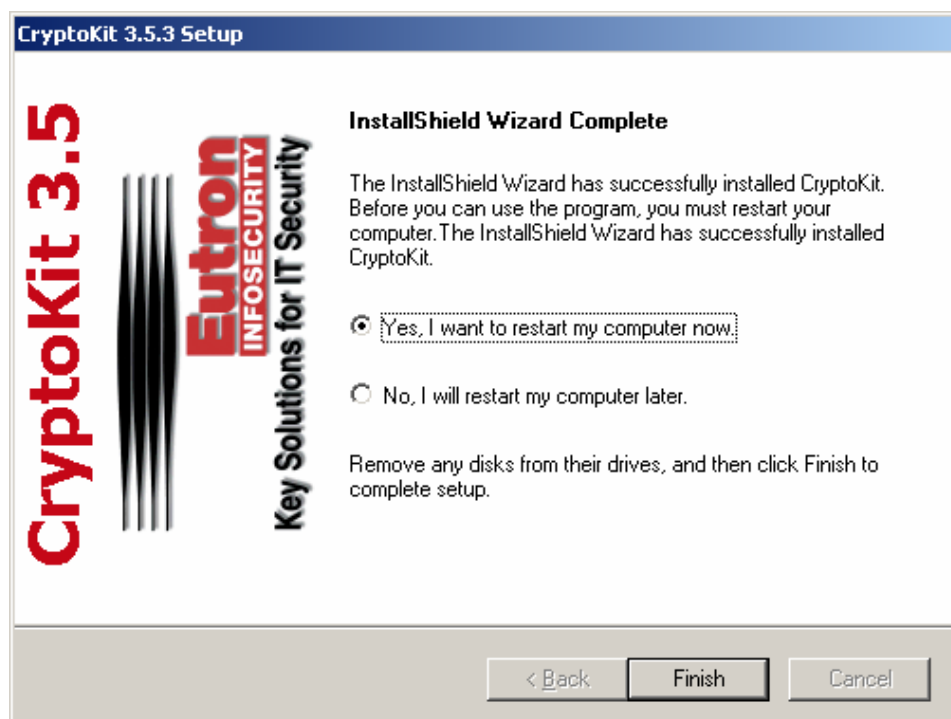 CryptoKit 3.5.3 Setup
CryptoKit 3.5
Eutron
INFOSECURITY
Key Solutions for IT Security
InstallShield Wizard Complete
The InstallShield Wizard has successfully installed CryptoKit.
Before you can use the program, you must restart your
computer.The InstallShield Wizard has successfully installed
CryptoKit.
Yes, I want to restart my computer now.
No, I will restart my computer later.
Remove any disks from their drives, and then click Finish to
complete setup.
< Back
Finish
Cancel